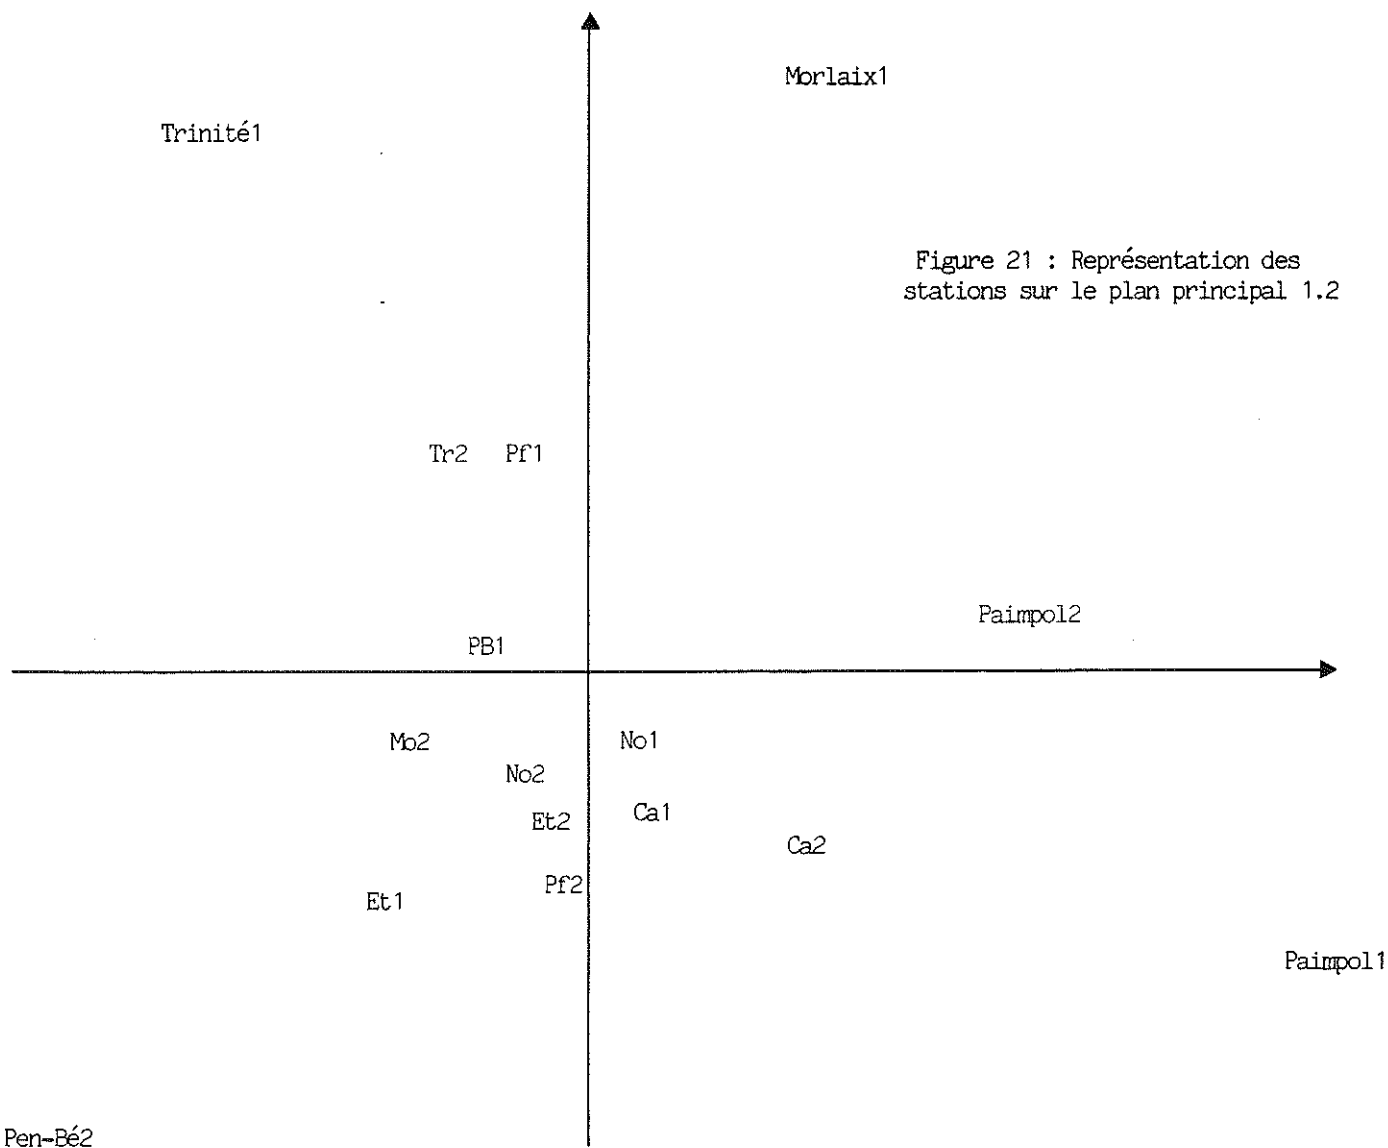 Morlaix1
Trinité1
Figure 21 : Représentation des
stations sur le plan principal 1.2
Tr2 Pf1
Paimpol2
PB1
Mo2
No1
No2
Et2
Ca1
Ca2
Pf2
Et1
Paimpol1
Pen-Bé2